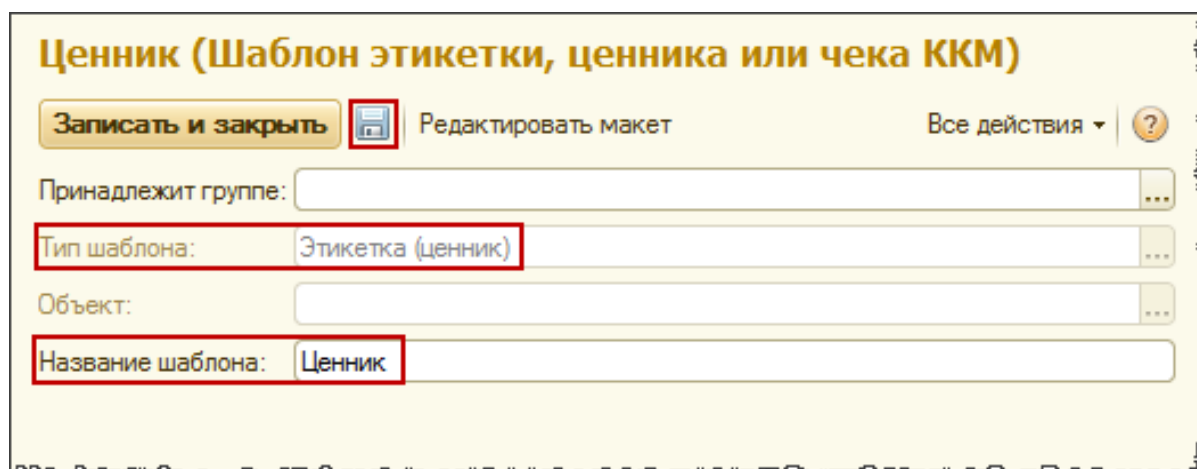 Ценник (Шаблон этикетки, ценника или чека ККМ)
Записать и закрыть Редактировать макет Все действия ?
Принадлежит группе: ...
Тип шаблона: Этикетка (ценник) ...
Объект: ...
Название шаблона: Ценник